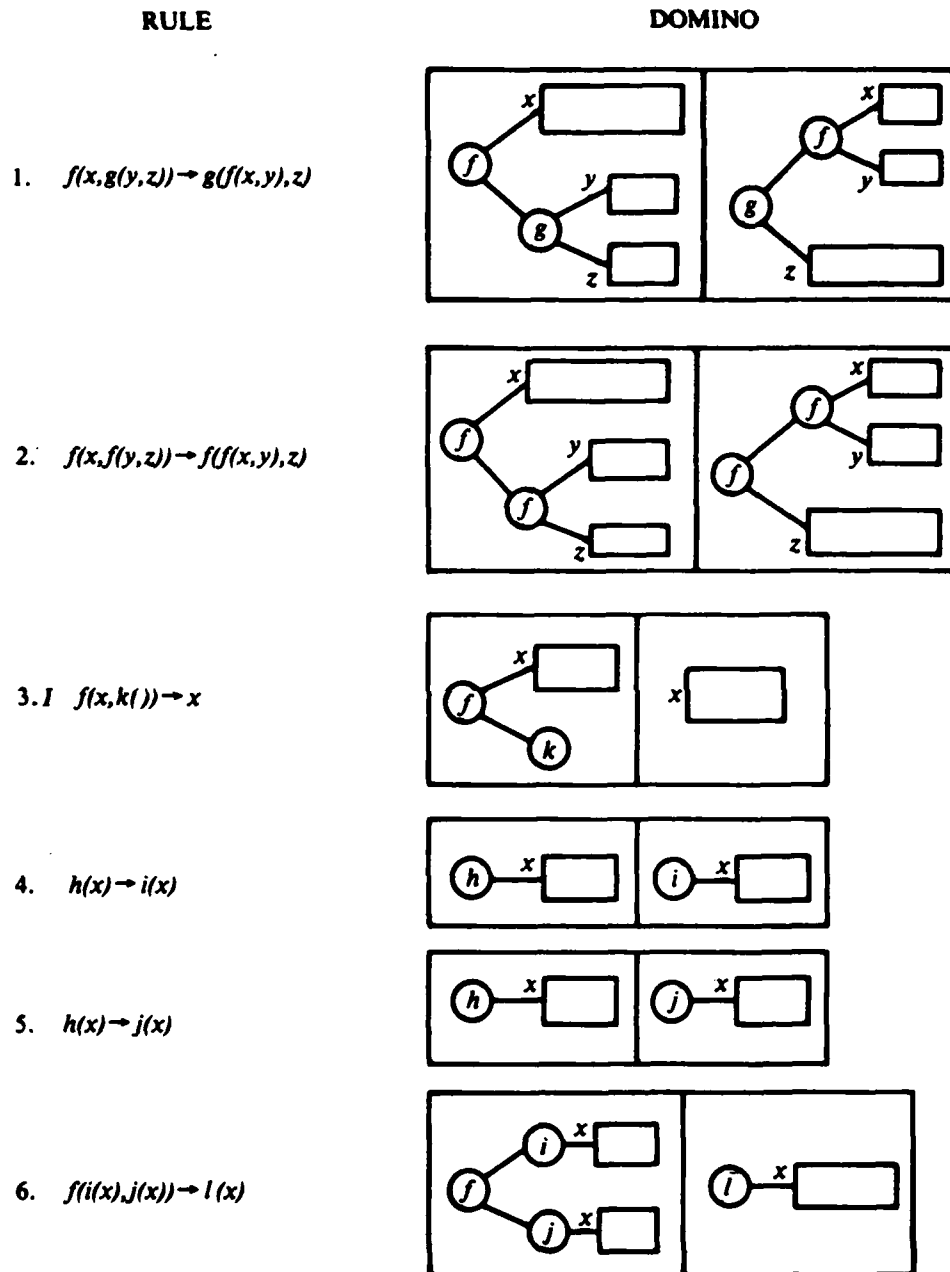 RULE DOMINO
1. f(x,g(y,z))→g(f(x,y),z)
x
f
y
g
z
x
f
y
g
z
2. f(x,f(y,z))→f(f(x,y),z)
x
f
y
f
z
x
f
y
f
z
3.I f(x,k())→x
x
f
k
x
4. h(x)→i(x)
h x
i x
5. h(x)→j(x)
h x
j x
6. f(i(x),j(x))→l(x)
i x
f
j x
l x